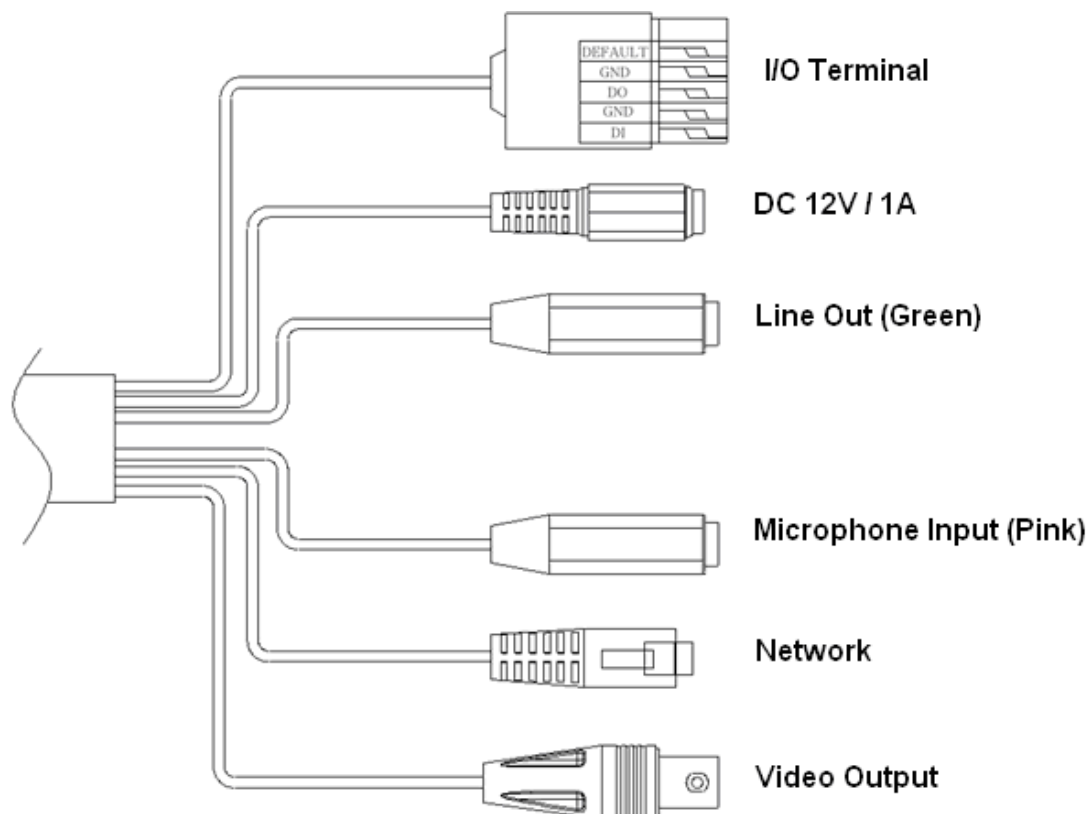 DEFAULT
GND
DO
GND
DI
I/O Terminal
DC 12V / 1A
Line Out (Green)
Microphone Input (Pink)
Network
Video Output